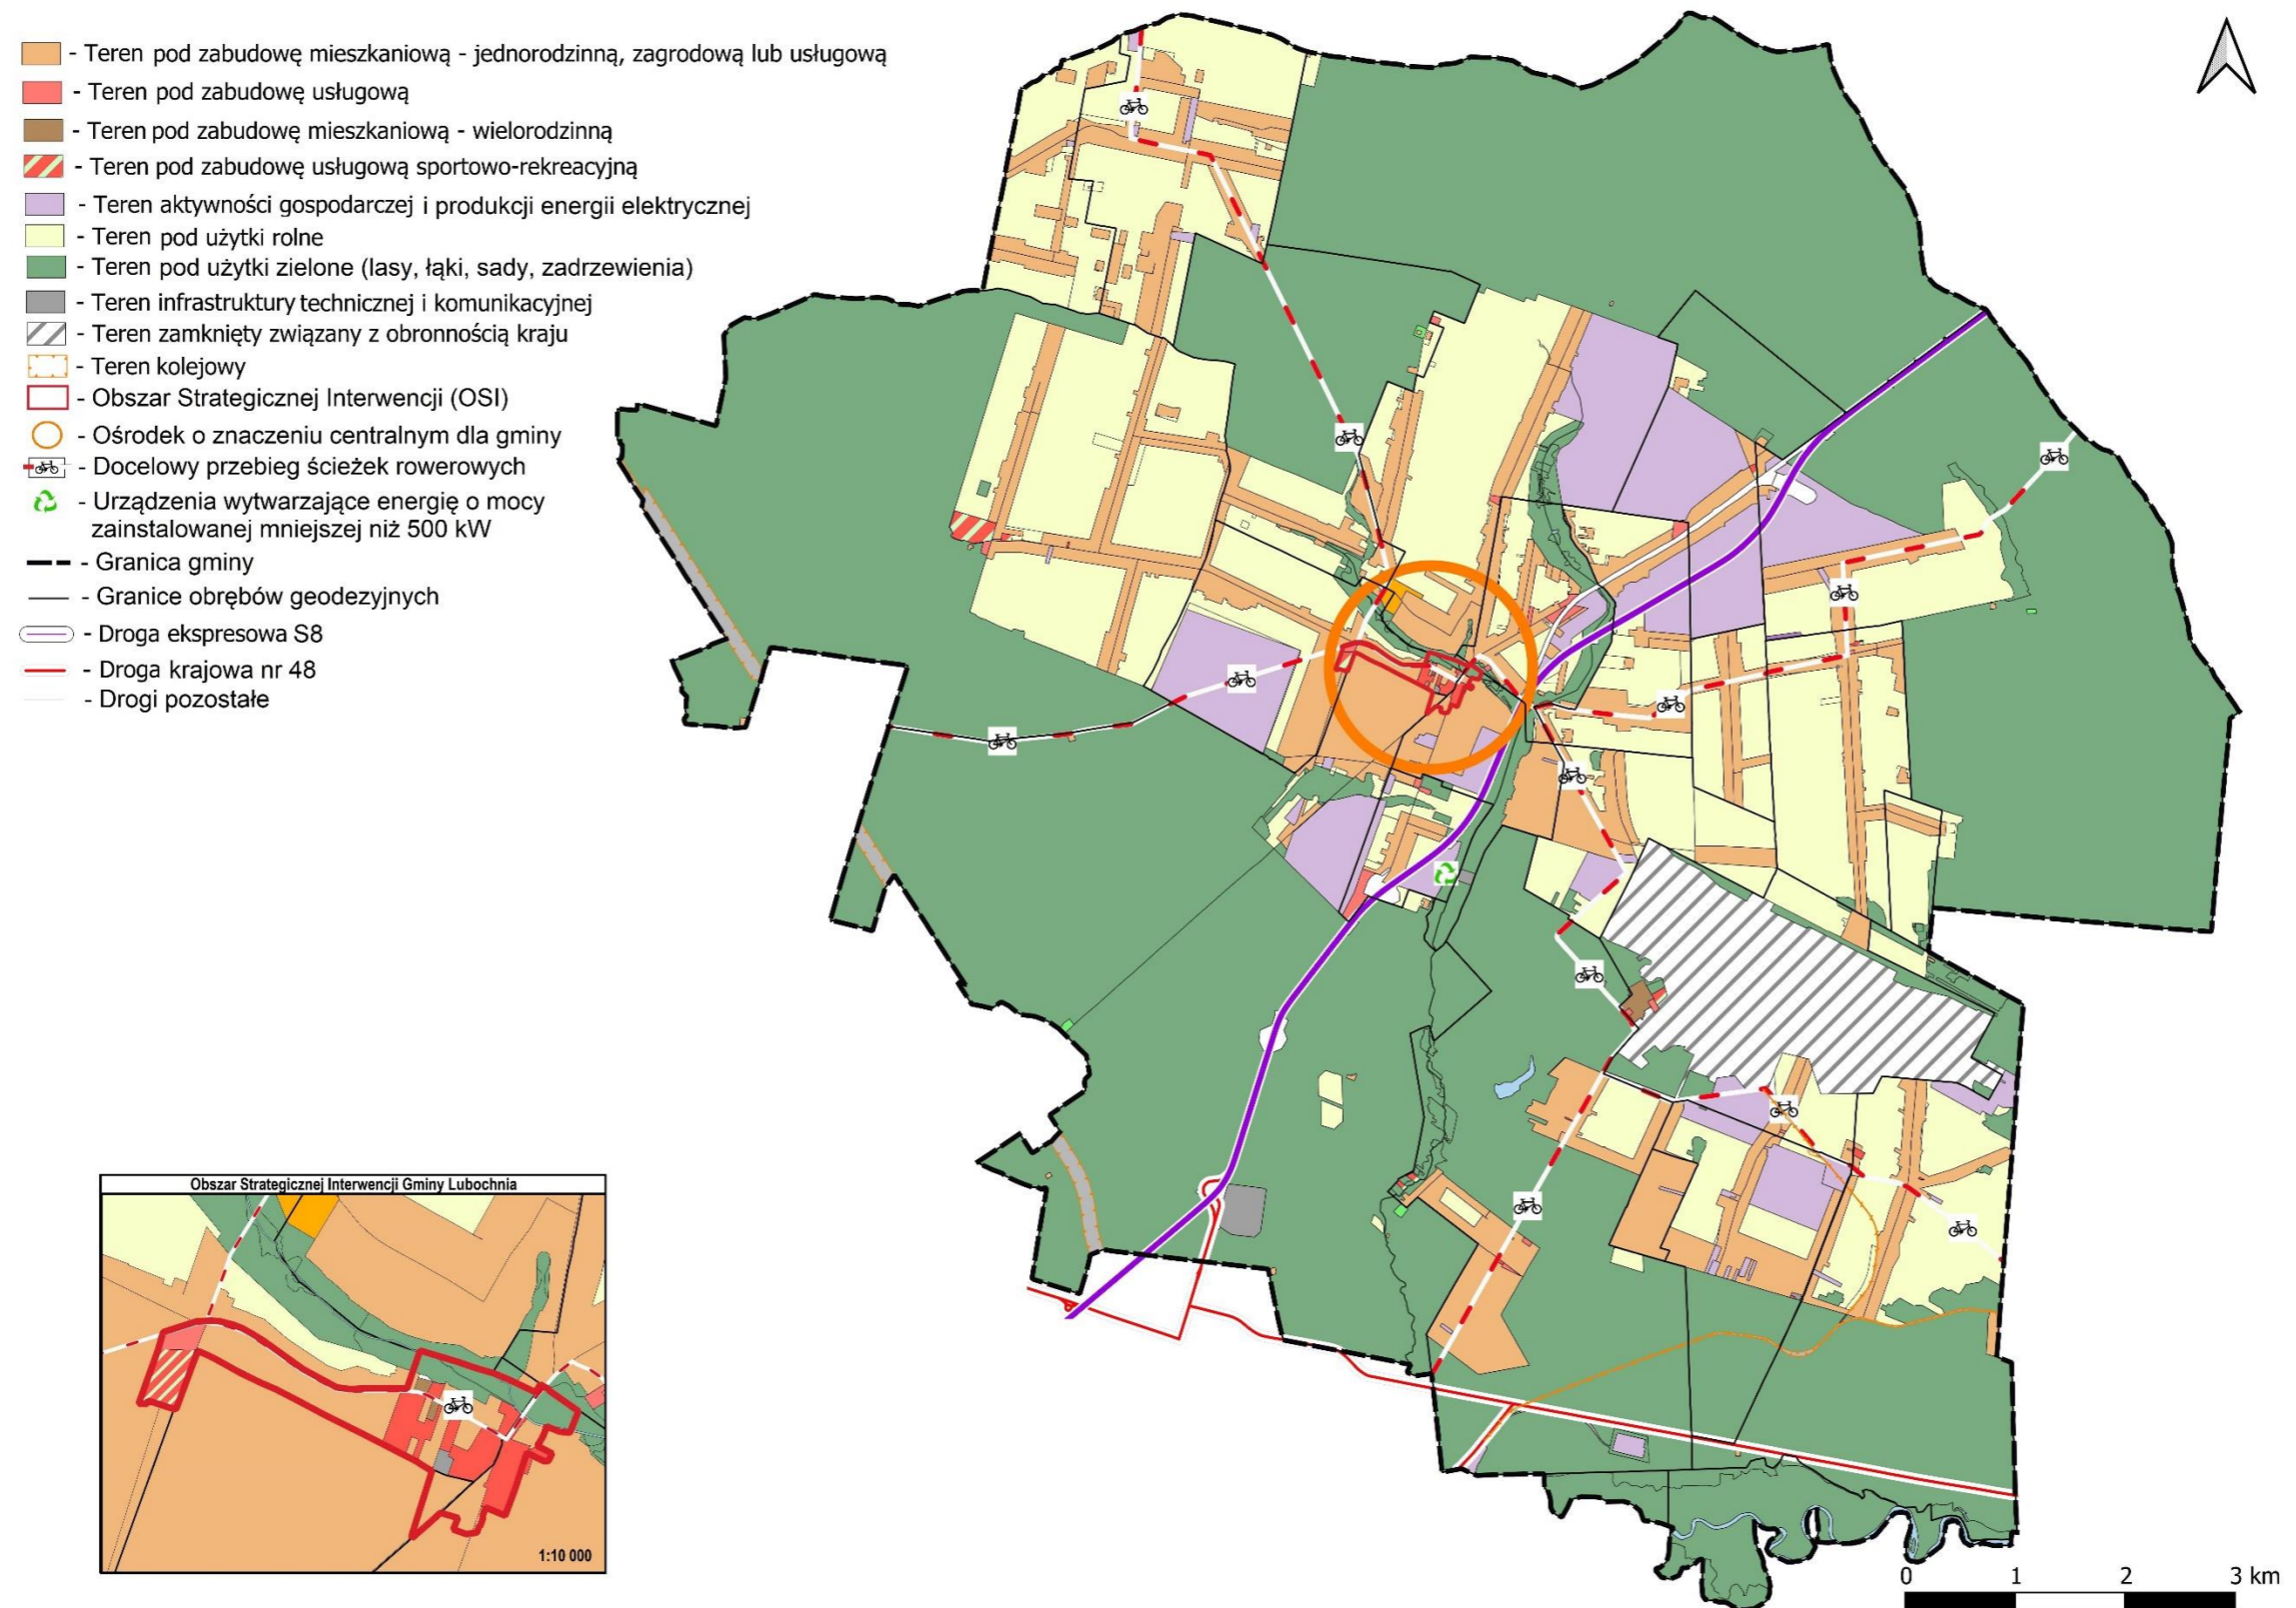 - Teren pod zabudowę mieszkaniową - jednorodzinną, zagrodową lub usługową
- Teren pod zabudowę usługową
- Teren pod zabudowę mieszkaniową - wielorodzinną
- Teren pod zabudowę usługową sportowo-rekreacyjną
- Teren aktywności gospodarczej i produkcji energii elektrycznej
- Teren pod użytki rolne
- Teren pod użytki zielone (lasy, łąki, sady, zadrzewienia)
- Teren infrastruktury technicznej i komunikacyjnej
- Teren zamknięty związany z obronnością kraju
- Teren kolejowy
- Obszar Strategicznej Interwencji (OSI)
- Ośrodek o znaczeniu centralnym dla gminy
- Docelowy przebieg ścieżek rowerowych
- Urządzenia wytwarzające energię o mocy
zainstalowanej mniejszej niż 500 kW
- Granica gminy
- Granice obrębów geodezyjnych
- Droga ekspresowa S8
- Droga krajowa nr 48
- Drogi pozostałe
Obszar Strategicznej Interwencji Gminy Lubochnia
1:10 000
0 1 2 3 km